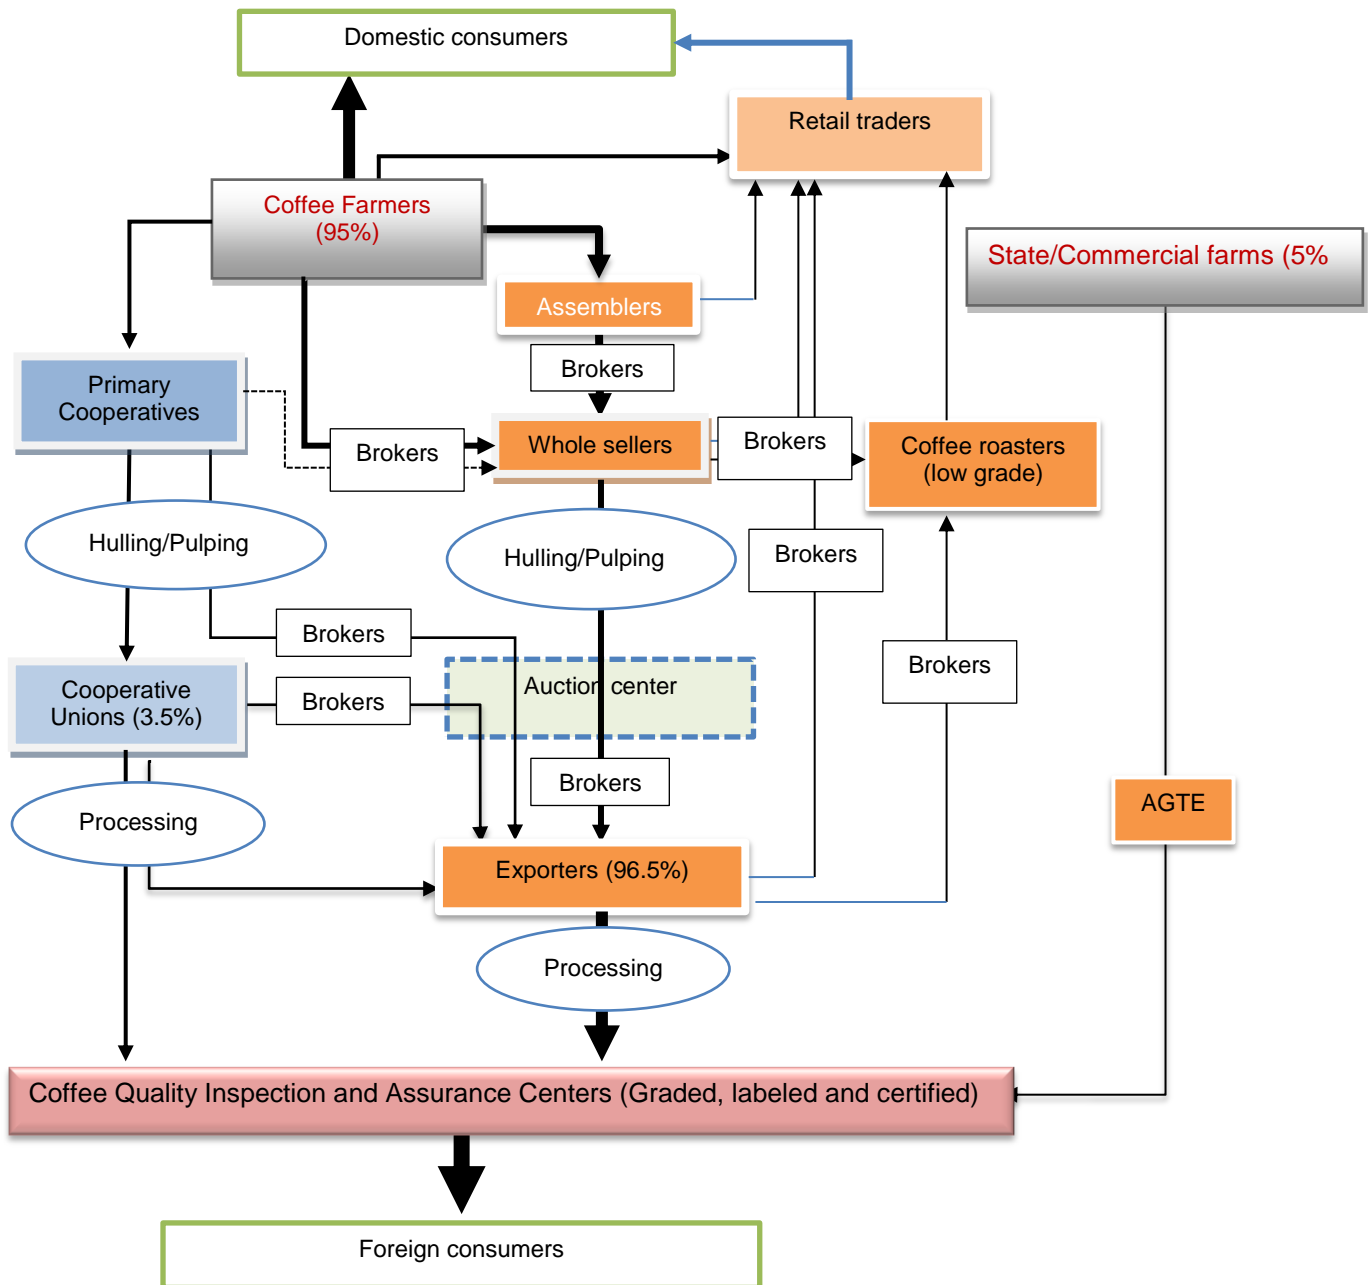 Domestic consumers
Retail traders
Coffee Farmers
(95%)
State/Commercial farms (5%
Assemblers
Brokers
Primary
Cooperatives
Brokers
Whole sellers
Brokers
Coffee roasters
(low grade)
Hulling/Pulping
Hulling/Pulping
Brokers
Brokers
Brokers
Cooperative
Unions (3.5%)
Brokers
Auction center
Brokers
AGTE
Processing
Exporters (96.5%)
Processing
Coffee Quality Inspection and Assurance Centers (Graded, labeled and certified)
Foreign consumers